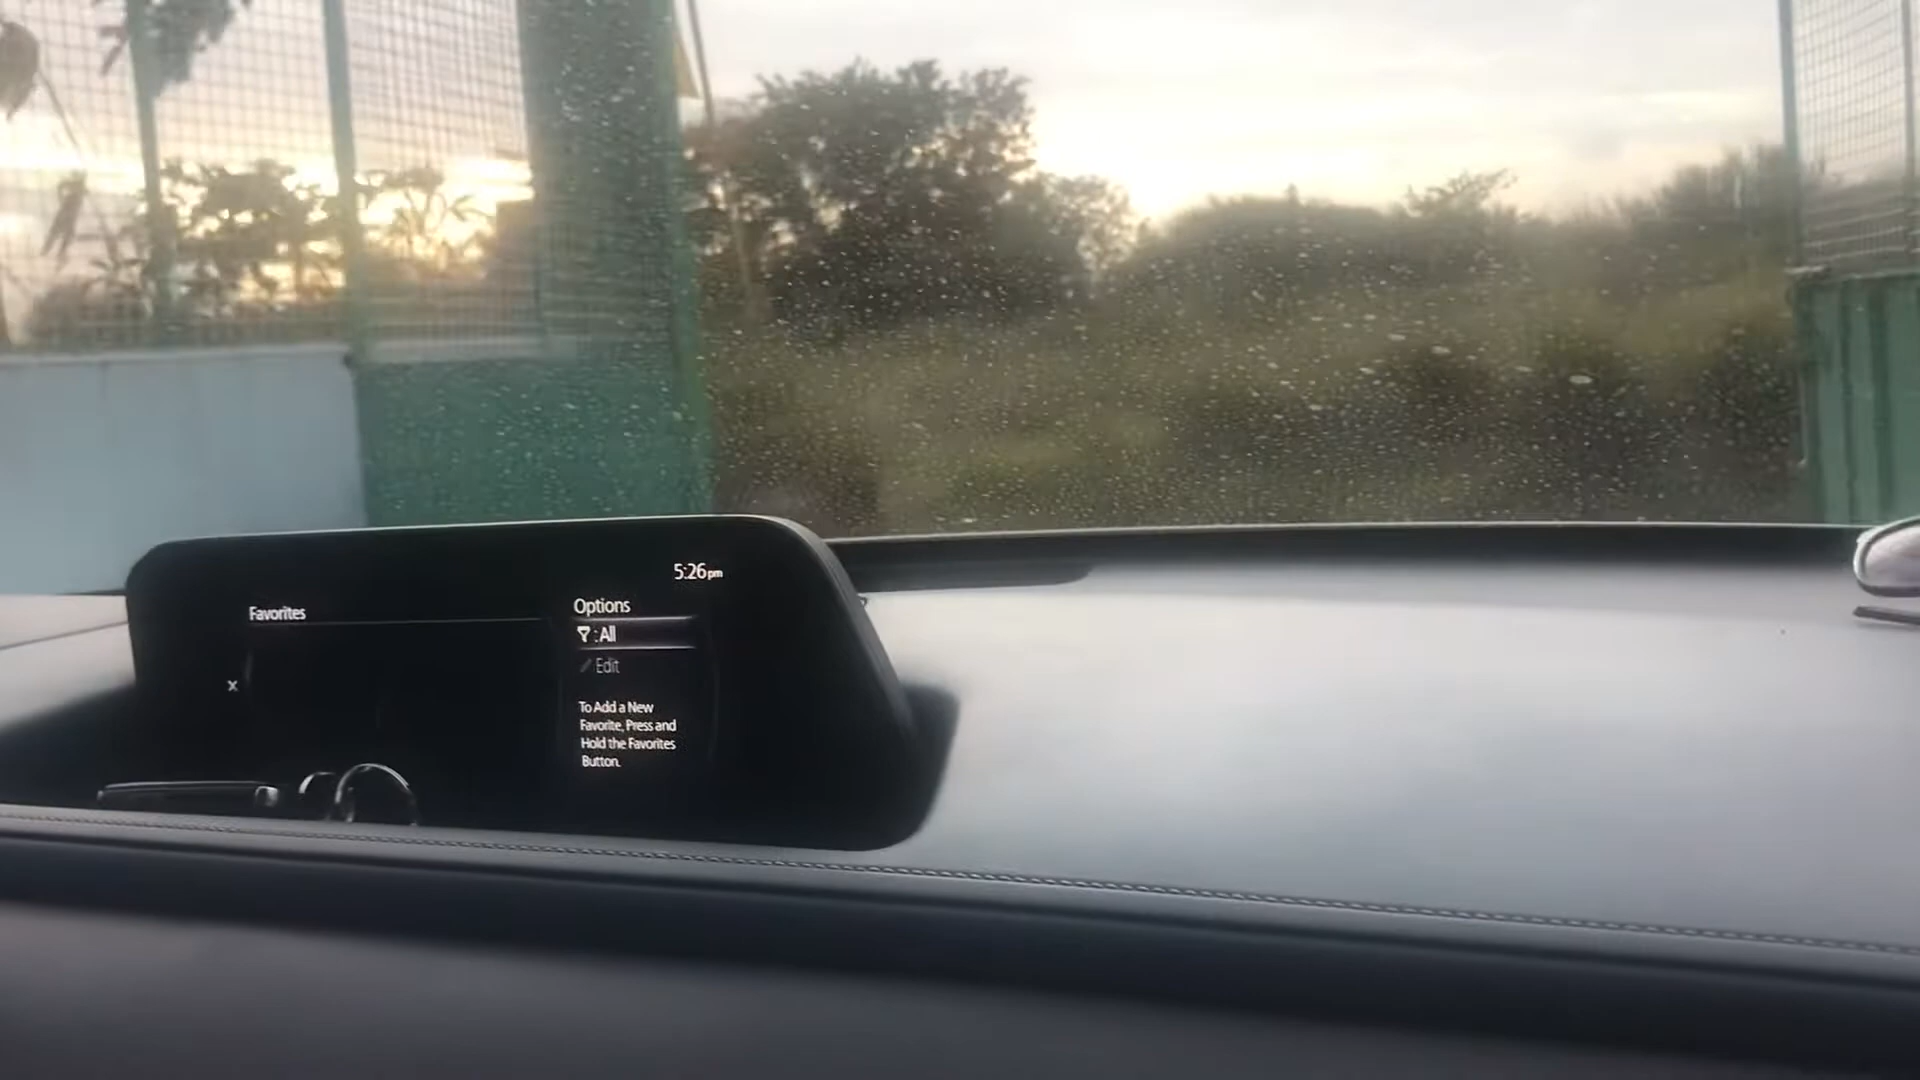 5:26pm
Favorites
Options
: All
Edit
To Add a New
Favorite, Press and
Hold the Favorites
Button.